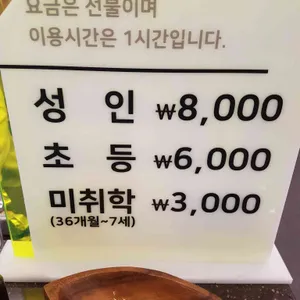 요금은 선불이며
이용시간은 1시간입니다.
성 인 ₩8,000
초 등 ₩6,000
미취학 ₩3,000
(36개월~7세)